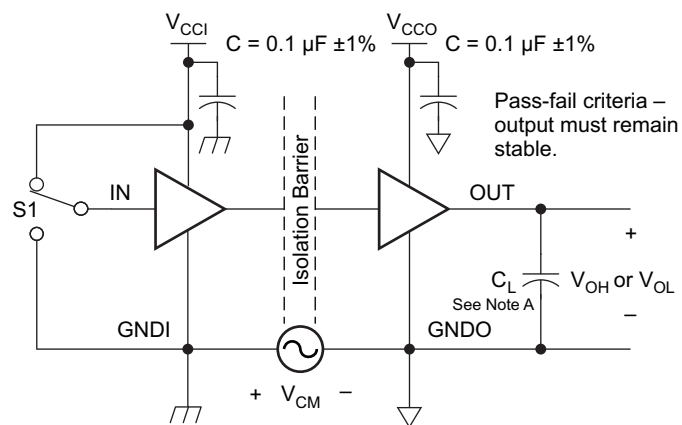 VCCI
C = 0.1 µF ±1%
VCCO
C = 0.1 µF ±1%
Pass-fail criteria –
output must remain
stable.
Isolation Barrier
IN
OUT
S1
+
CL
VOH or VOL
See Note A
–
GNDI
GNDO
+ VCM –